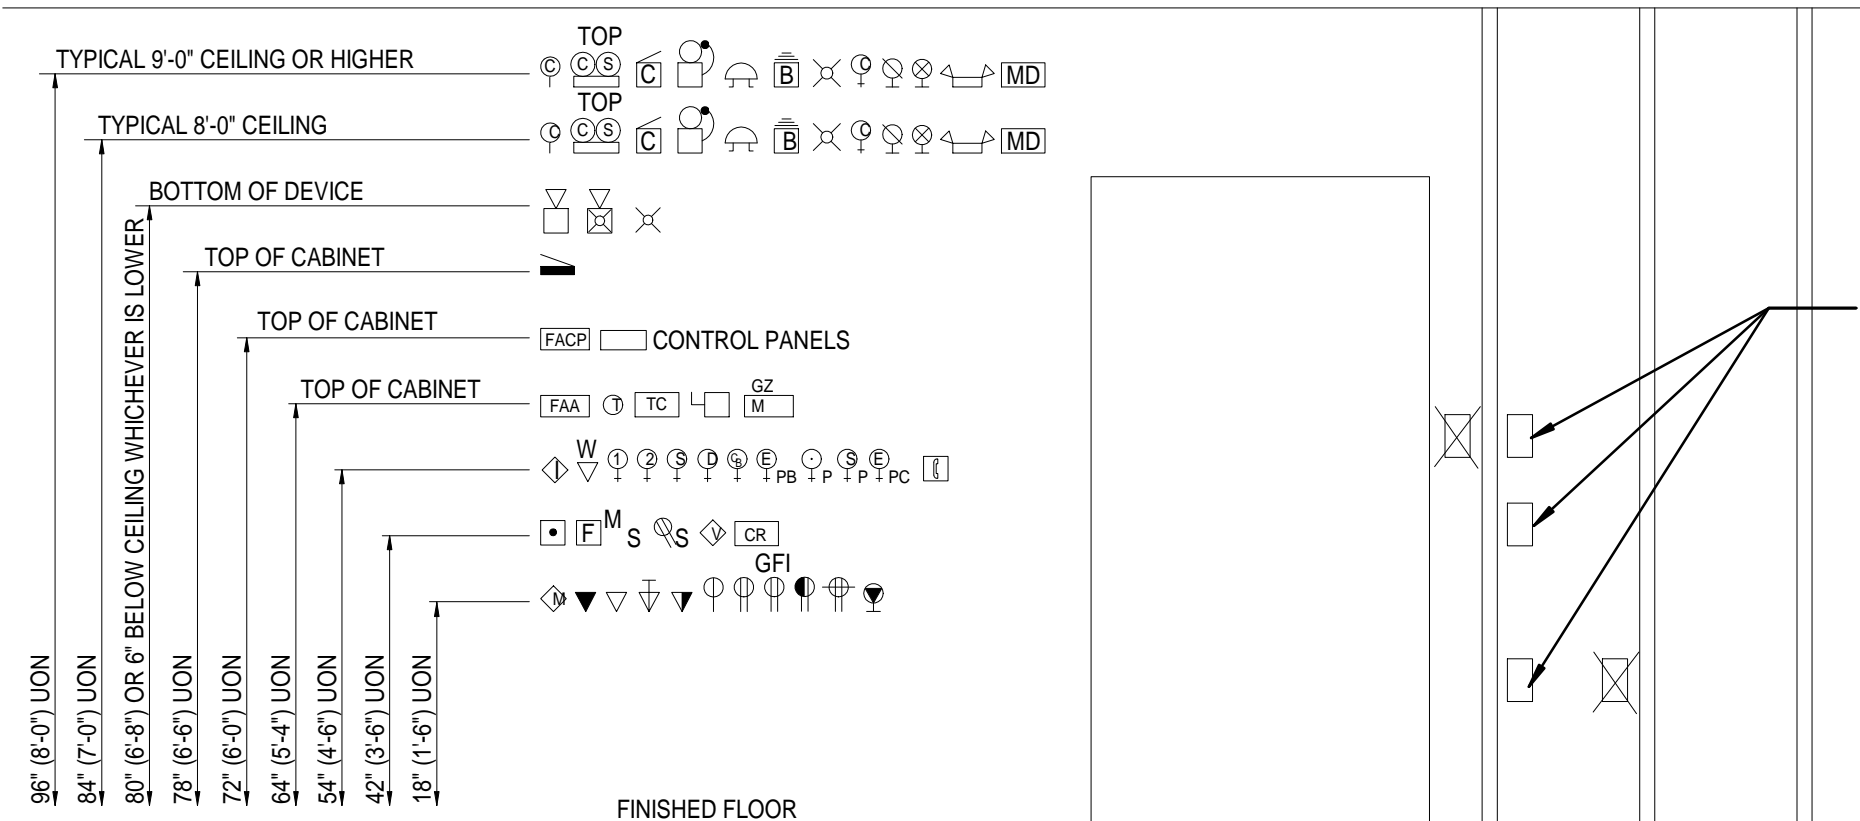 TOP
TYPICAL 9'-0" CEILING OR HIGHER
C C S C B C MD
TOP
TYPICAL 8'-0" CEILING
C C S C B C MD
BOTTOM OF DEVICE
TOP OF CABINET
TOP OF CABINET
FACP CONTROL PANELS
TOP OF CABINET
GZ
FAA T TC M
W
1 2 S D CB E PB P S P E PC
F M S S V CR
GFI
M
96" (8'-0") UON
84" (7'-0") UON
80" (6'-8") OR 6" BELOW CEILING WHICHEVER IS LOWER
78" (6'-6") UON
72" (6'-0") UON
64" (5'-4") UON
54" (4'-6") UON
42" (3'-6") UON
18" (1'-6") UON
FINISHED FLOOR